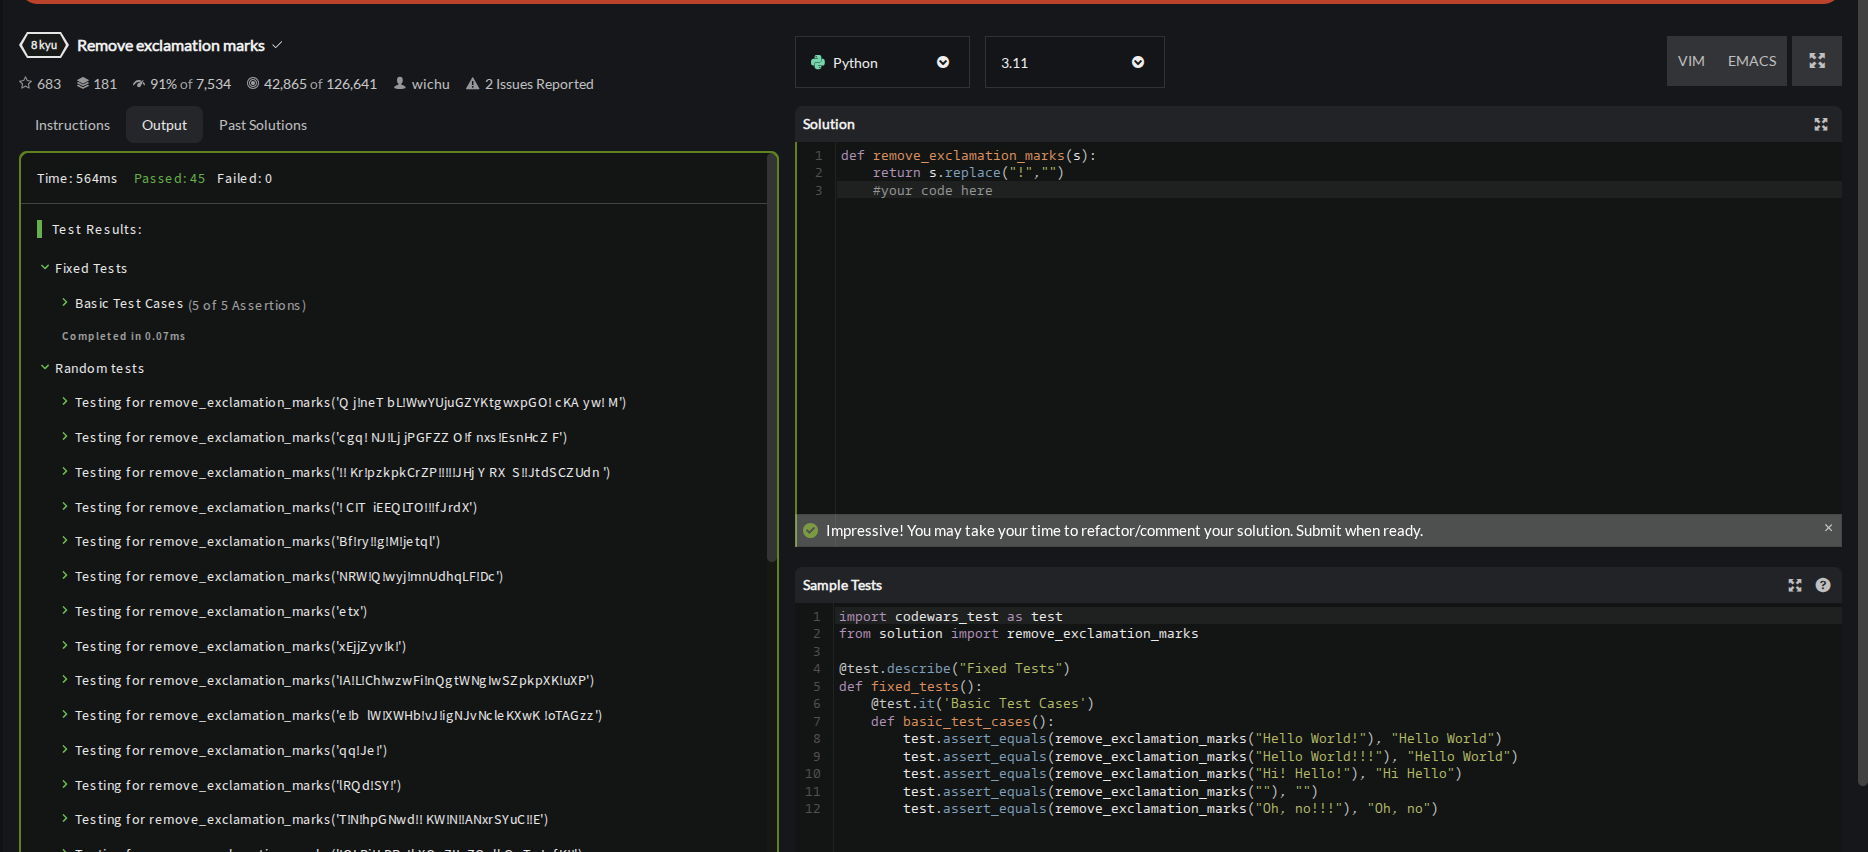 8 kyu Remove exclamation marks
683 181 91% of 7,534 42,865 of 126,641 wichu 2 Issues Reported
Instructions Output Past Solutions
Time: 564ms Passed: 45 Failed: 0
Test Results:
Fixed Tests
Basic Test Cases (5 of 5 Assertions)
Completed in 0.07ms
Random tests
Testing for remove_exclamation_marks('Q j!neT bL!WwYUjuGZYKtgwxpGO! cKA yw! M')
Testing for remove_exclamation_marks('cgq! NJ!Lj jPGFZZ O!f nxs!EsnHcZ F')
Testing for remove_exclamation_marks('!! Kr!pzkpkCrZP!!!!!JHj Y RX  S!!JtdSCZUdn ')
Testing for remove_exclamation_marks('! CIT  iEEQLTO!!!fJrdX')
Testing for remove_exclamation_marks('Bf!ry!!g!M!jetql')
Testing for remove_exclamation_marks('NRW!Q!wyj!mnUdhqLF!Dc')
Testing for remove_exclamation_marks('etx')
Testing for remove_exclamation_marks('xEjjZyv!k!')
Testing for remove_exclamation_marks('IA!L!Ch!wzwFi!nQgtWNg!wSZpkpXK!uXP')
Testing for remove_exclamation_marks('e!b  lW!XWHb!vJ!igNJvNcleKXwK !oTAGzz')
Testing for remove_exclamation_marks('qq!Je!')
Testing for remove_exclamation_marks('lRQd!SY!')
Testing for remove_exclamation_marks('T!N!hpGNwd!! KW!N!!ANxrSYuC!!E')
Python 3.11 VIM EMACS
Solution
1 def remove_exclamation_marks(s):
2     return s.replace("!","")
3     #your code here
Impressive! You may take your time to refactor/comment your solution. Submit when ready. ×
Sample Tests
1 import codewars_test as test
2 from solution import remove_exclamation_marks
3
4 @test.describe("Fixed Tests")
5 def fixed_tests():
6     @test.it('Basic Test Cases')
7     def basic_test_cases():
8         test.assert_equals(remove_exclamation_marks("Hello World!"), "Hello World")
9         test.assert_equals(remove_exclamation_marks("Hello World!!!"), "Hello World")
10         test.assert_equals(remove_exclamation_marks("Hi! Hello!"), "Hi Hello")
11         test.assert_equals(remove_exclamation_marks(""), "")
12         test.assert_equals(remove_exclamation_marks("Oh, no!!!"), "Oh, no")